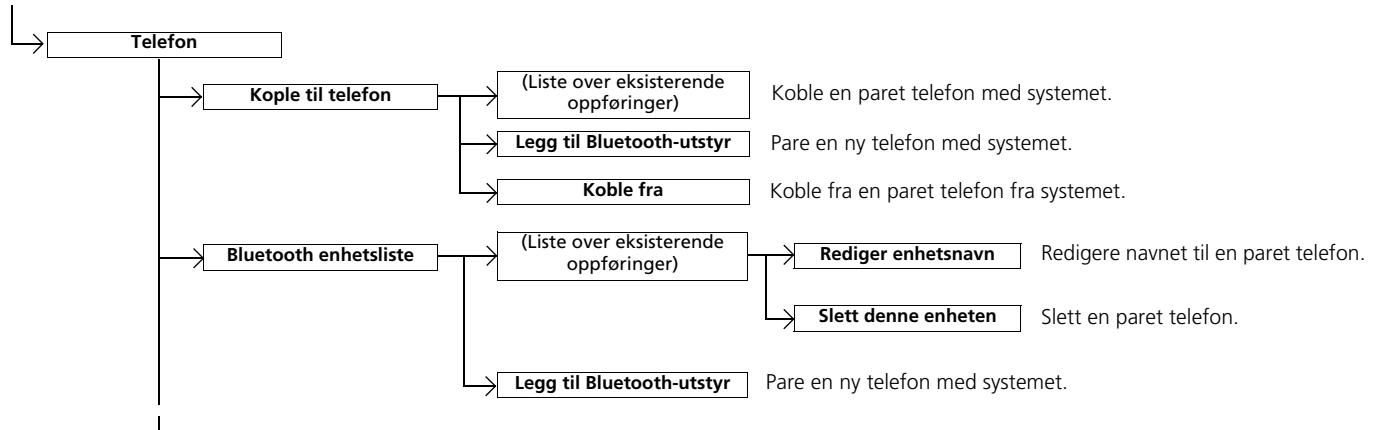 Telefon
Kople til telefon
(Liste over eksisterende
oppføringer)
Koble en paret telefon med systemet.
Legg til Bluetooth-utstyr
Pare en ny telefon med systemet.
Koble fra
Koble fra en paret telefon fra systemet.
Bluetooth enhetsliste
(Liste over eksisterende
oppføringer)
Rediger enhetsnavn
Redigere navnet til en paret telefon.
Slett denne enheten
Slett en paret telefon.
Legg til Bluetooth-utstyr
Pare en ny telefon med systemet.